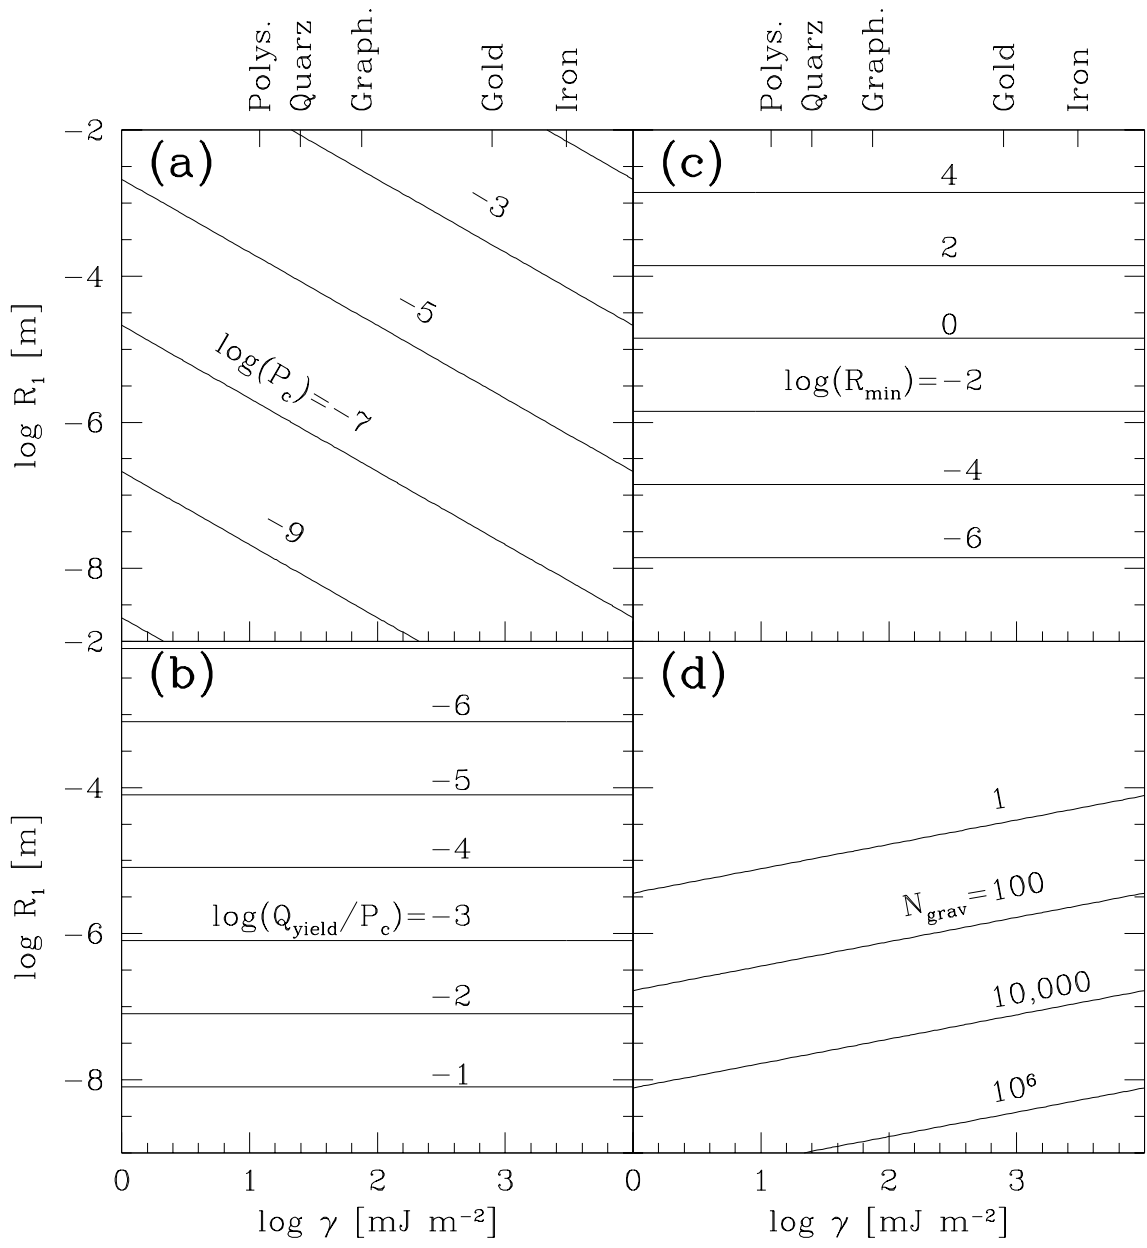 Polys. Quarz Graph. Gold Iron Polys. Quarz Graph. Gold Iron
(a)
−3
−5
log(P_c)=−7
−9
−2
−4
−6
−8
−2
log R_1 [m]
(c)
4
2
0
log(R_min)=−2
−4
−6
(b)
−6
−5
−4
log(Q_yield/P_c)=−3
−2
−1
−4
−6
−8
log R_1 [m]
0 1 2 3
log γ [mJ m⁻²]
(d)
1
N_grav=100
10,000
10⁶
0 1 2 3
log γ [mJ m⁻²]